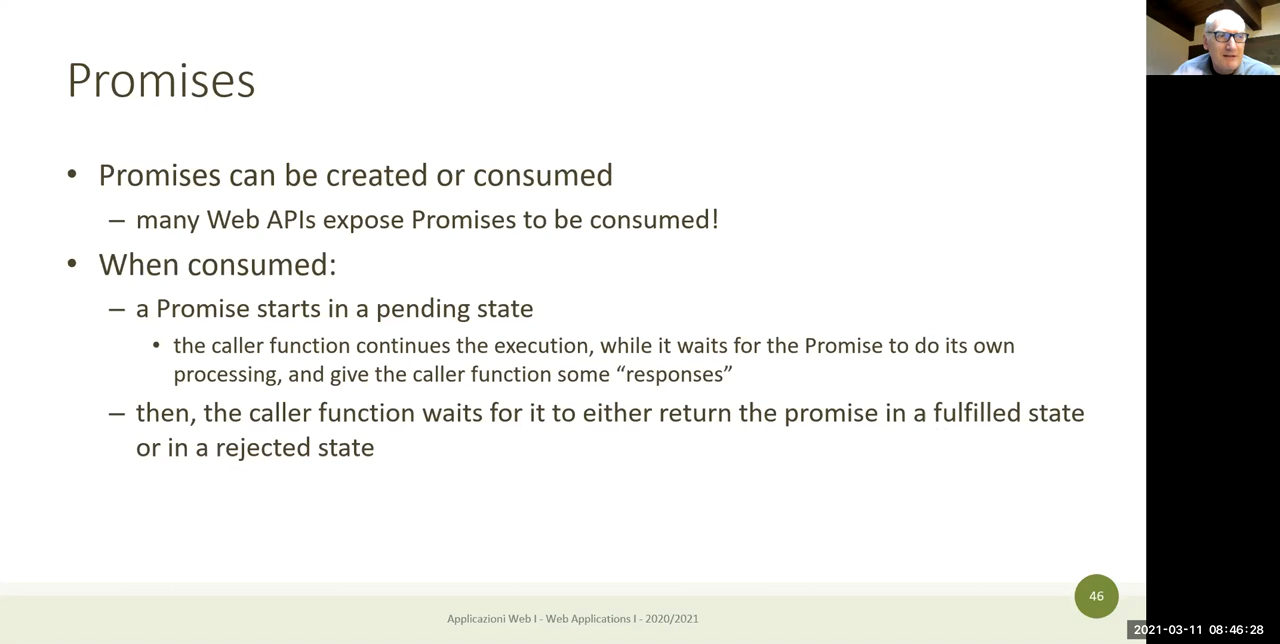 Promises
• Promises can be created or consumed
– many Web APIs expose Promises to be consumed!
• When consumed:
– a Promise starts in a pending state
• the caller function continues the execution, while it waits for the Promise to do its own
processing, and give the caller function some “responses”
– then, the caller function waits for it to either return the promise in a fulfilled state
or in a rejected state
46
Applicazioni Web I - Web Applications I - 2020/2021
2021-03-11 08:46:28